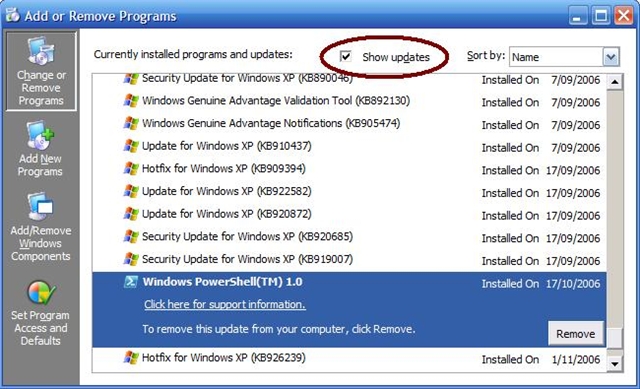 Add or Remove Programs
Currently installed programs and updates: Show updates Sort by: Name
Change or Remove Programs
Add New Programs
Add/Remove Windows Components
Set Program Access and Defaults
Security Update for Windows XP (KB890046) Installed On 7/09/2006
Windows Genuine Advantage Validation Tool (KB892130) Installed On 7/09/2006
Windows Genuine Advantage Notifications (KB905474) Installed On 7/09/2006
Update for Windows XP (KB910437) Installed On 7/09/2006
Hotfix for Windows XP (KB909394) Installed On 17/09/2006
Update for Windows XP (KB922582) Installed On 17/09/2006
Update for Windows XP (KB920872) Installed On 17/09/2006
Security Update for Windows XP (KB920685) Installed On 17/09/2006
Security Update for Windows XP (KB919007) Installed On 17/09/2006
Windows PowerShell(TM) 1.0 Installed On 17/10/2006
Click here for support information.
To remove this update from your computer, click Remove. Remove
Hotfix for Windows XP (KB926239) Installed On 1/11/2006